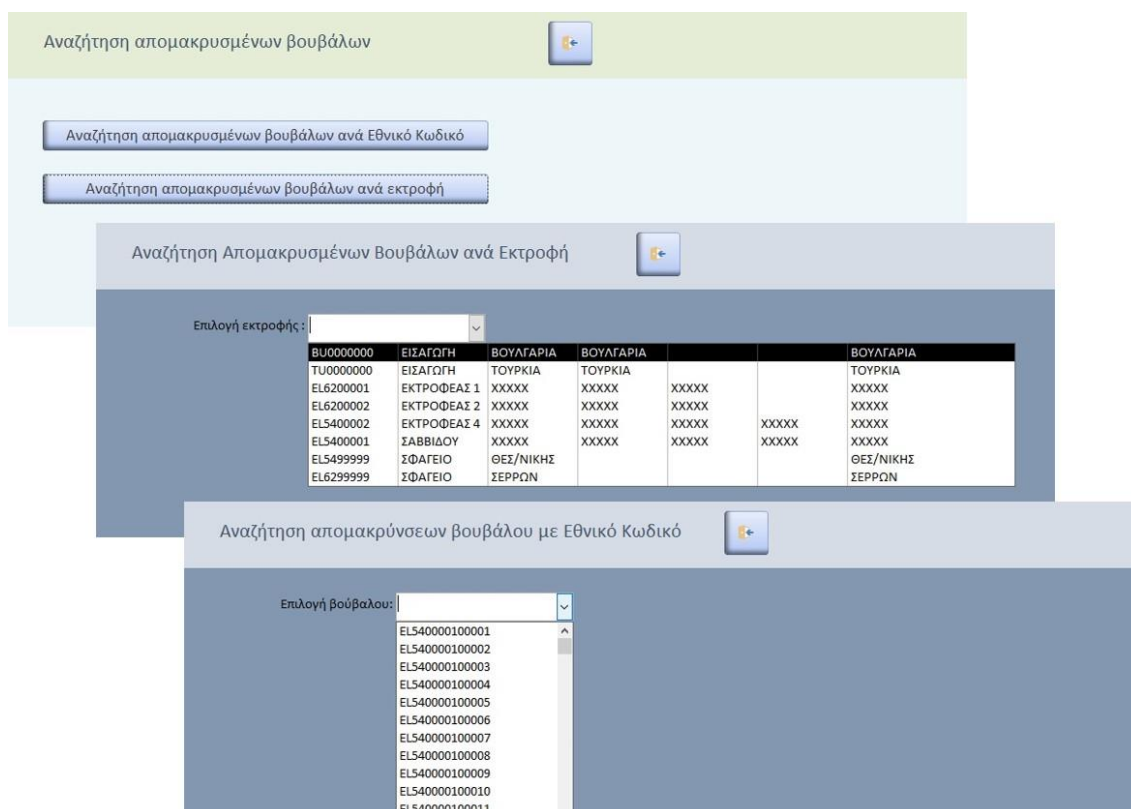 Αναζήτηση απομακρυσμένων βουβάλων
Αναζήτηση απομακρυσμένων βουβάλων ανά Εθνικό Κωδικό
Αναζήτηση απομακρυσμένων βουβάλων ανά εκτροφή
Αναζήτηση Απομακρυσμένων Βουβάλων ανά Εκτροφή
Επιλογή εκτροφής :
BU0000000 ΕΙΣΑΓΩΓΗ ΒΟΥΛΓΑΡΙΑ ΒΟΥΛΓΑΡΙΑ ΒΟΥΛΓΑΡΙΑ
TU0000000 ΕΙΣΑΓΩΓΗ ΤΟΥΡΚΙΑ ΤΟΥΡΚΙΑ ΤΟΥΡΚΙΑ
EL6200001 ΕΚΤΡΟΦΕΑΣ 1 XXXXX XXXXX XXXXX XXXXX
EL6200002 ΕΚΤΡΟΦΕΑΣ 2 XXXXX XXXXX XXXXX XXXXX
EL5400002 ΕΚΤΡΟΦΕΑΣ 4 XXXXX XXXXX XXXXX XXXXX XXXXX
EL5400001 ΣΑΒΒΙΔΟΥ XXXXX XXXXX XXXXX XXXXX XXXXX
EL5499999 ΣΦΑΓΕΙΟ ΘΕΣ/ΝΙΚΗΣ ΘΕΣ/ΝΙΚΗΣ
EL6299999 ΣΦΑΓΕΙΟ ΣΕΡΡΩΝ ΣΕΡΡΩΝ
Αναζήτηση απομακρύνσεων βουβάλου με Εθνικό Κωδικό
Επιλογή βούβαλου:
EL540000100001
EL540000100002
EL540000100003
EL540000100004
EL540000100005
EL540000100006
EL540000100007
EL540000100008
EL540000100009
EL540000100010
EL540000100011